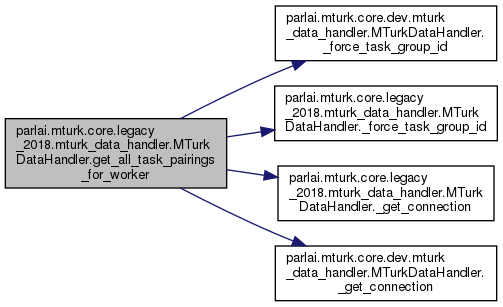 parlai.mturk.core.legacy
_2018.mturk_data_handler.MTurk
DataHandler.get_all_task_pairings
_for_worker
parlai.mturk.core.dev.mturk
_data_handler.MTurkDataHandler.
_force_task_group_id
parlai.mturk.core.legacy
_2018.mturk_data_handler.MTurk
DataHandler._force_task_group_id
parlai.mturk.core.legacy
_2018.mturk_data_handler.MTurk
DataHandler._get_connection
parlai.mturk.core.dev.mturk
_data_handler.MTurkDataHandler.
_get_connection